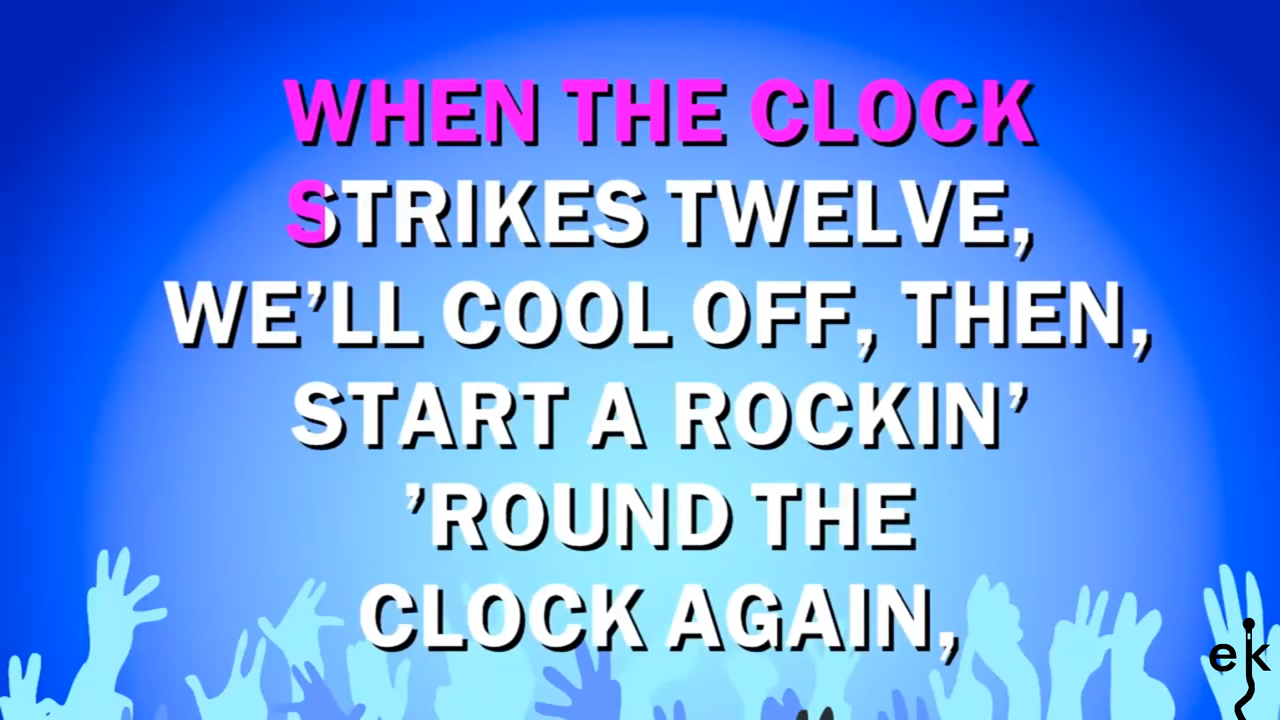 WHEN THE CLOCK
STRIKES TWELVE,
WE’LL COOL OFF, THEN,
START A ROCKIN’
’ROUND THE
CLOCK AGAIN,
ek